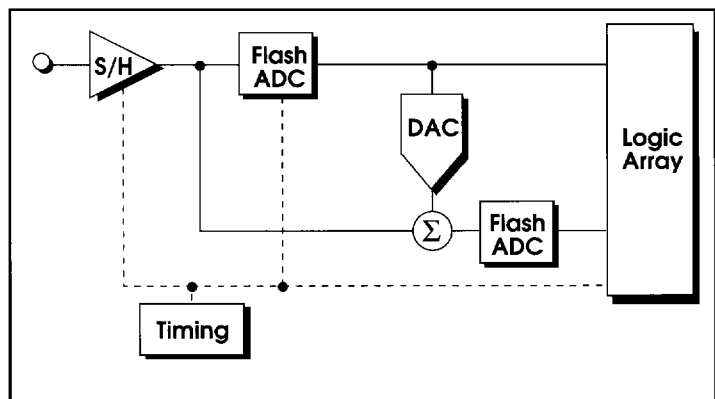 S/H
Flash
ADC
DAC
Logic
Array
Σ
Flash
ADC
Timing